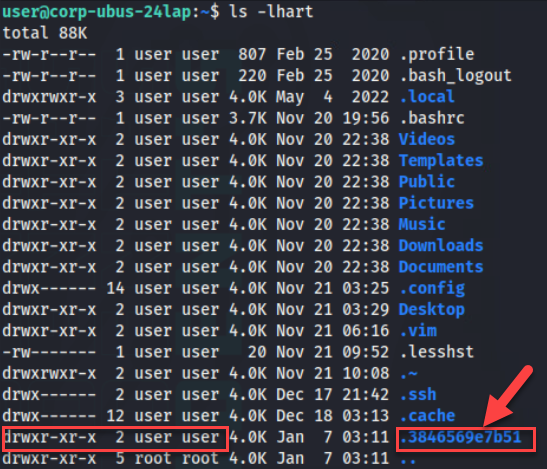 user@corp-ubus-24lap:~$ ls -lhart
total 88K
-rw-r--r-- 1 user user 807 Feb 25 2020 .profile
-rw-r--r-- 1 user user 220 Feb 25 2020 .bash_logout
drwxrwxr-x 3 user user 4.0K May 4 2022 .local
-rw-r--r-- 1 user user 3.7K Nov 20 19:56 .bashrc
drwxr-xr-x 2 user user 4.0K Nov 20 22:38 Videos
drwxr-xr-x 2 user user 4.0K Nov 20 22:38 Templates
drwxr-xr-x 2 user user 4.0K Nov 20 22:38 Public
drwxr-xr-x 2 user user 4.0K Nov 20 22:38 Pictures
drwxr-xr-x 2 user user 4.0K Nov 20 22:38 Music
drwxr-xr-x 2 user user 4.0K Nov 20 22:38 Downloads
drwxr-xr-x 2 user user 4.0K Nov 20 22:38 Documents
drwx------ 14 user user 4.0K Nov 21 03:25 .config
drwxr-xr-x 2 user user 4.0K Nov 21 03:29 Desktop
drwxr-xr-x 2 user user 4.0K Nov 21 06:16 .vim
-rw------- 1 user user 20 Nov 21 09:52 .lesshst
drwxrwxr-x 2 user user 4.0K Nov 21 10:08 .~
drwx------ 2 user user 4.0K Dec 17 21:42 .ssh
drwx------ 12 user user 4.0K Dec 18 03:13 .cache
drwxr-xr-x 2 user user 4.0K Jan 7 03:11 .3846569e7b51
drwxr-xr-x 5 root root 4.0K Jan 7 03:11 ..